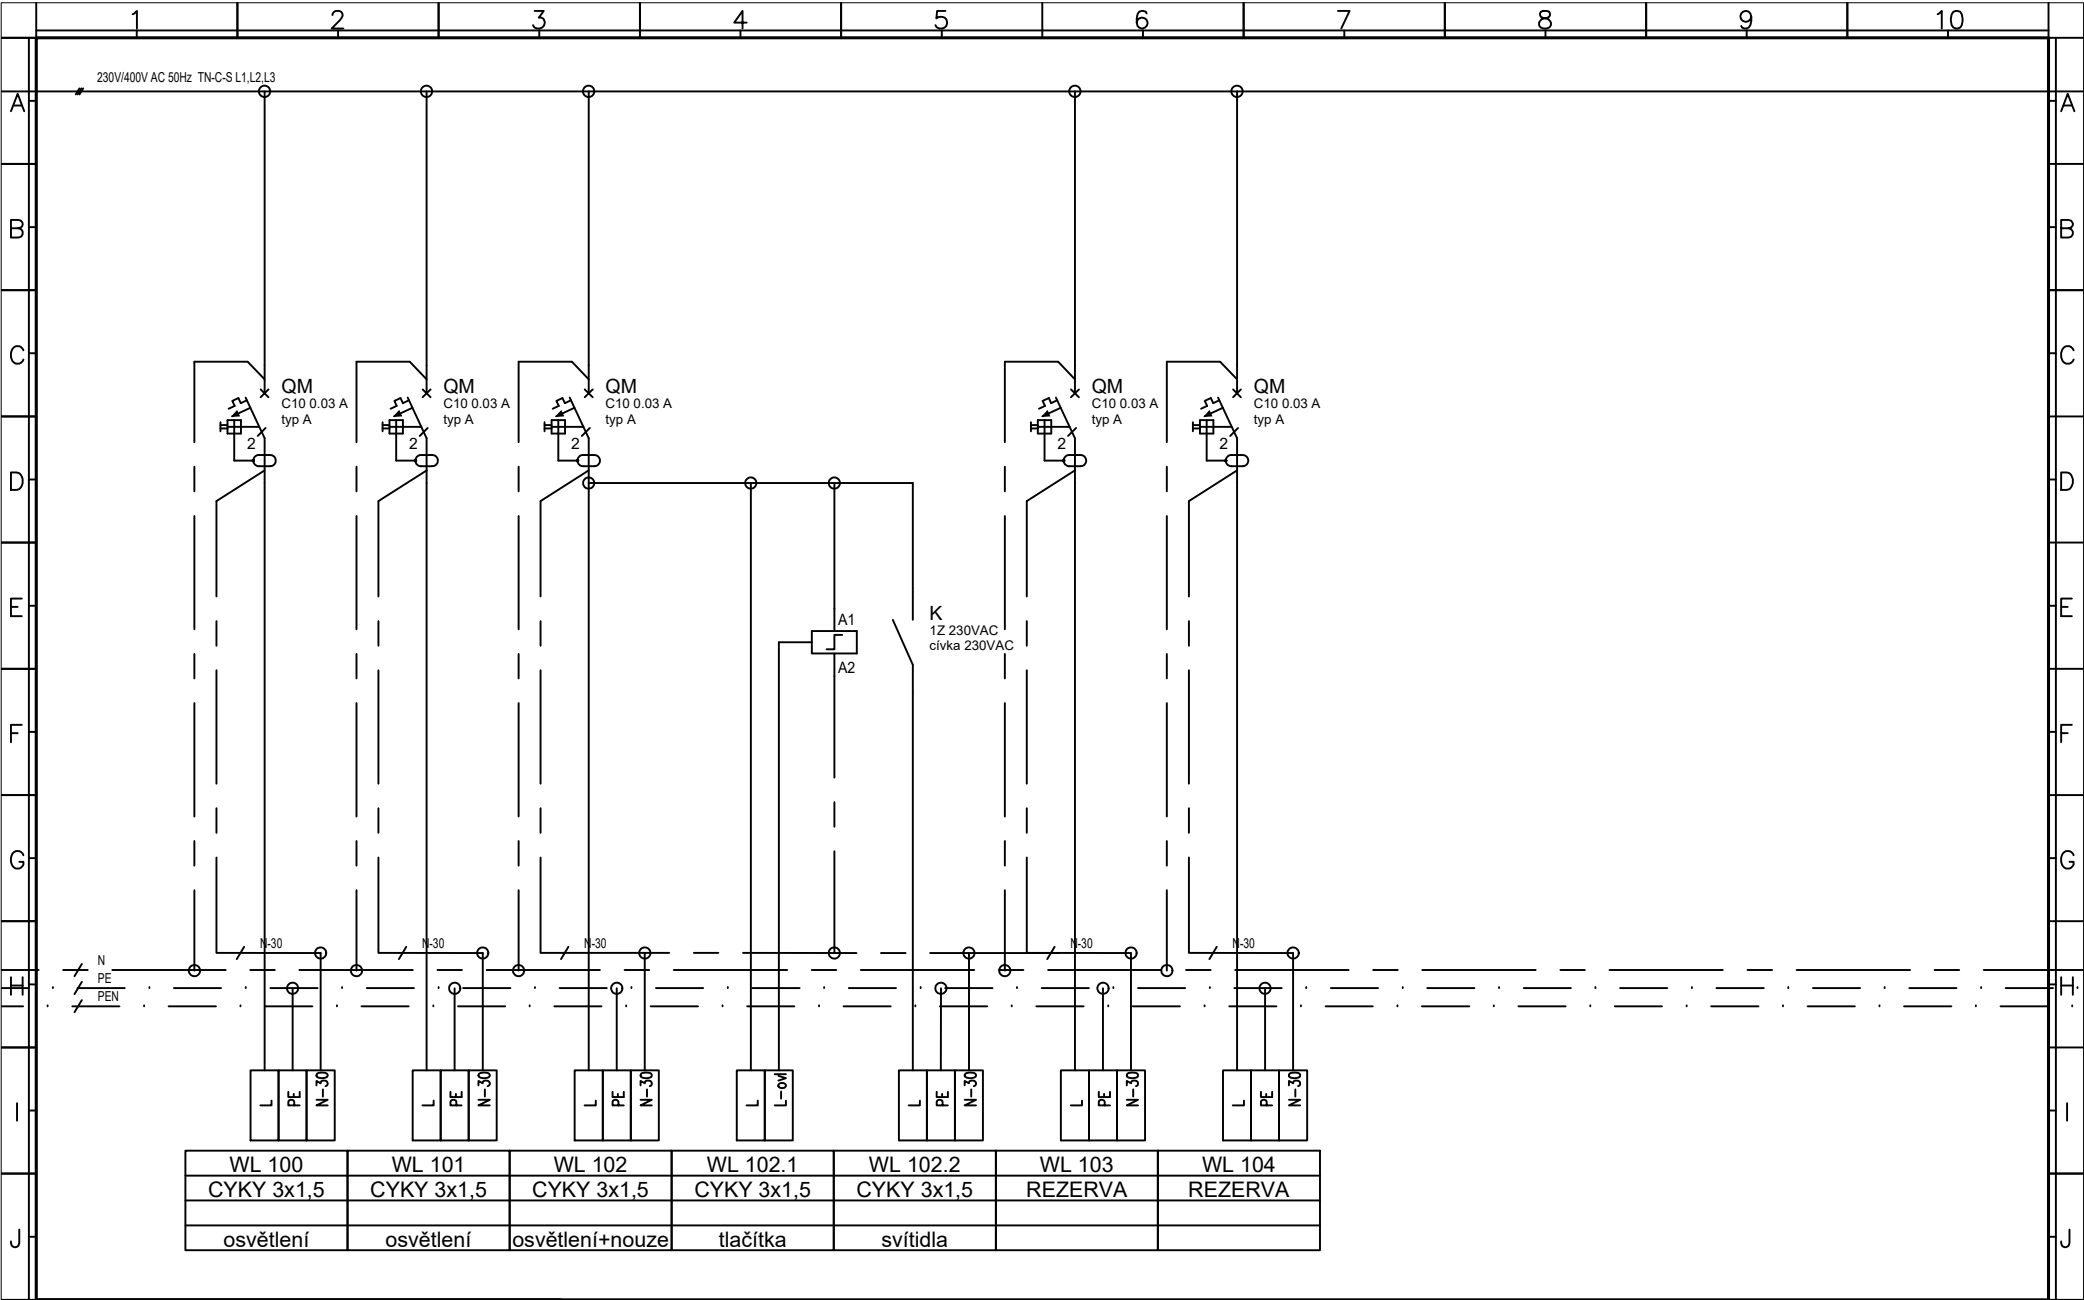 1 2 3 4 5 6 7 8 9 10
230V/400V AC 50Hz TN-C-S L1,L2,L3
A A
B B
C C
QM QM QM QM QM
C10 0.03 A C10 0.03 A C10 0.03 A C10 0.03 A C10 0.03 A
typ A typ A typ A typ A typ A
2 2 2 2 2
D D
E E
A1 K
1Z 230VAC
cívka 230VAC
A2
F F
G G
N-30 N-30 N-30 N-30 N-30
N
PE
H H
PEN
L PE N-30 L PE N-30 L PE N-30 L L-ovl L PE N-30 L PE N-30 L PE N-30
I I
WL 100 WL 101 WL 102 WL 102.1 WL 102.2 WL 103 WL 104
CYKY 3x1,5 CYKY 3x1,5 CYKY 3x1,5 CYKY 3x1,5 CYKY 3x1,5 REZERVA REZERVA
J J
osvětlení osvětlení osvětlení+nouze tlačítka svítidla